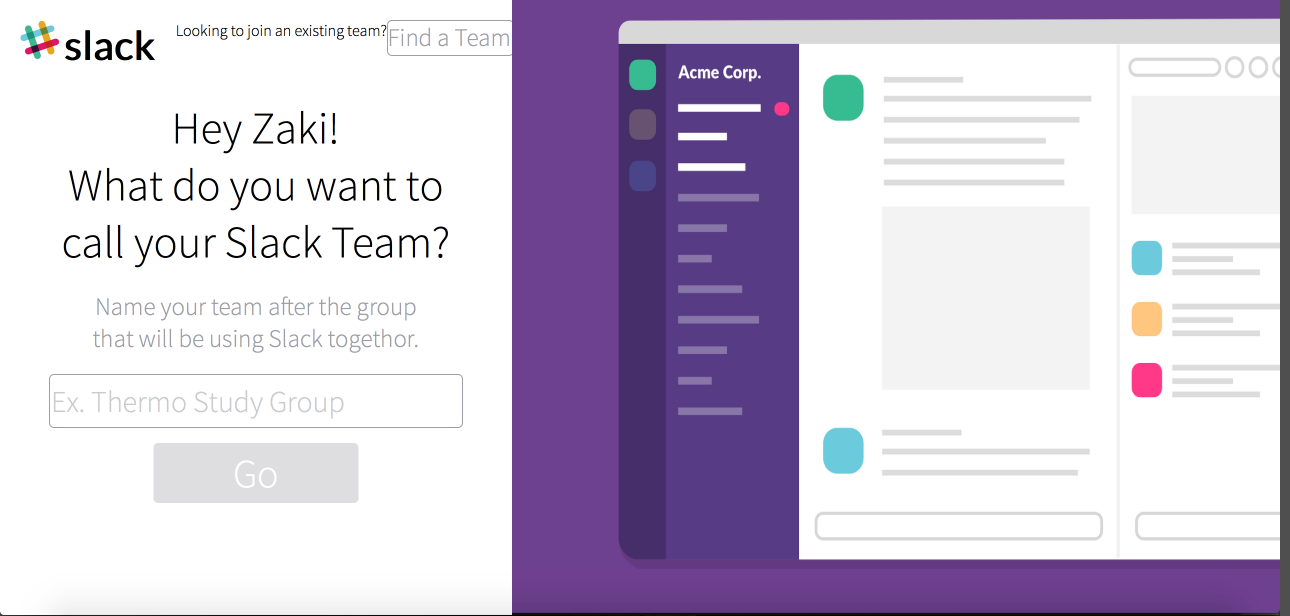 slack
Looking to join an existing team?
Find a Team
Hey Zaki!
What do you want to
call your Slack Team?
Name your team after the group
that will be using Slack togethor.
Ex. Thermo Study Group
Go
Acme Corp.